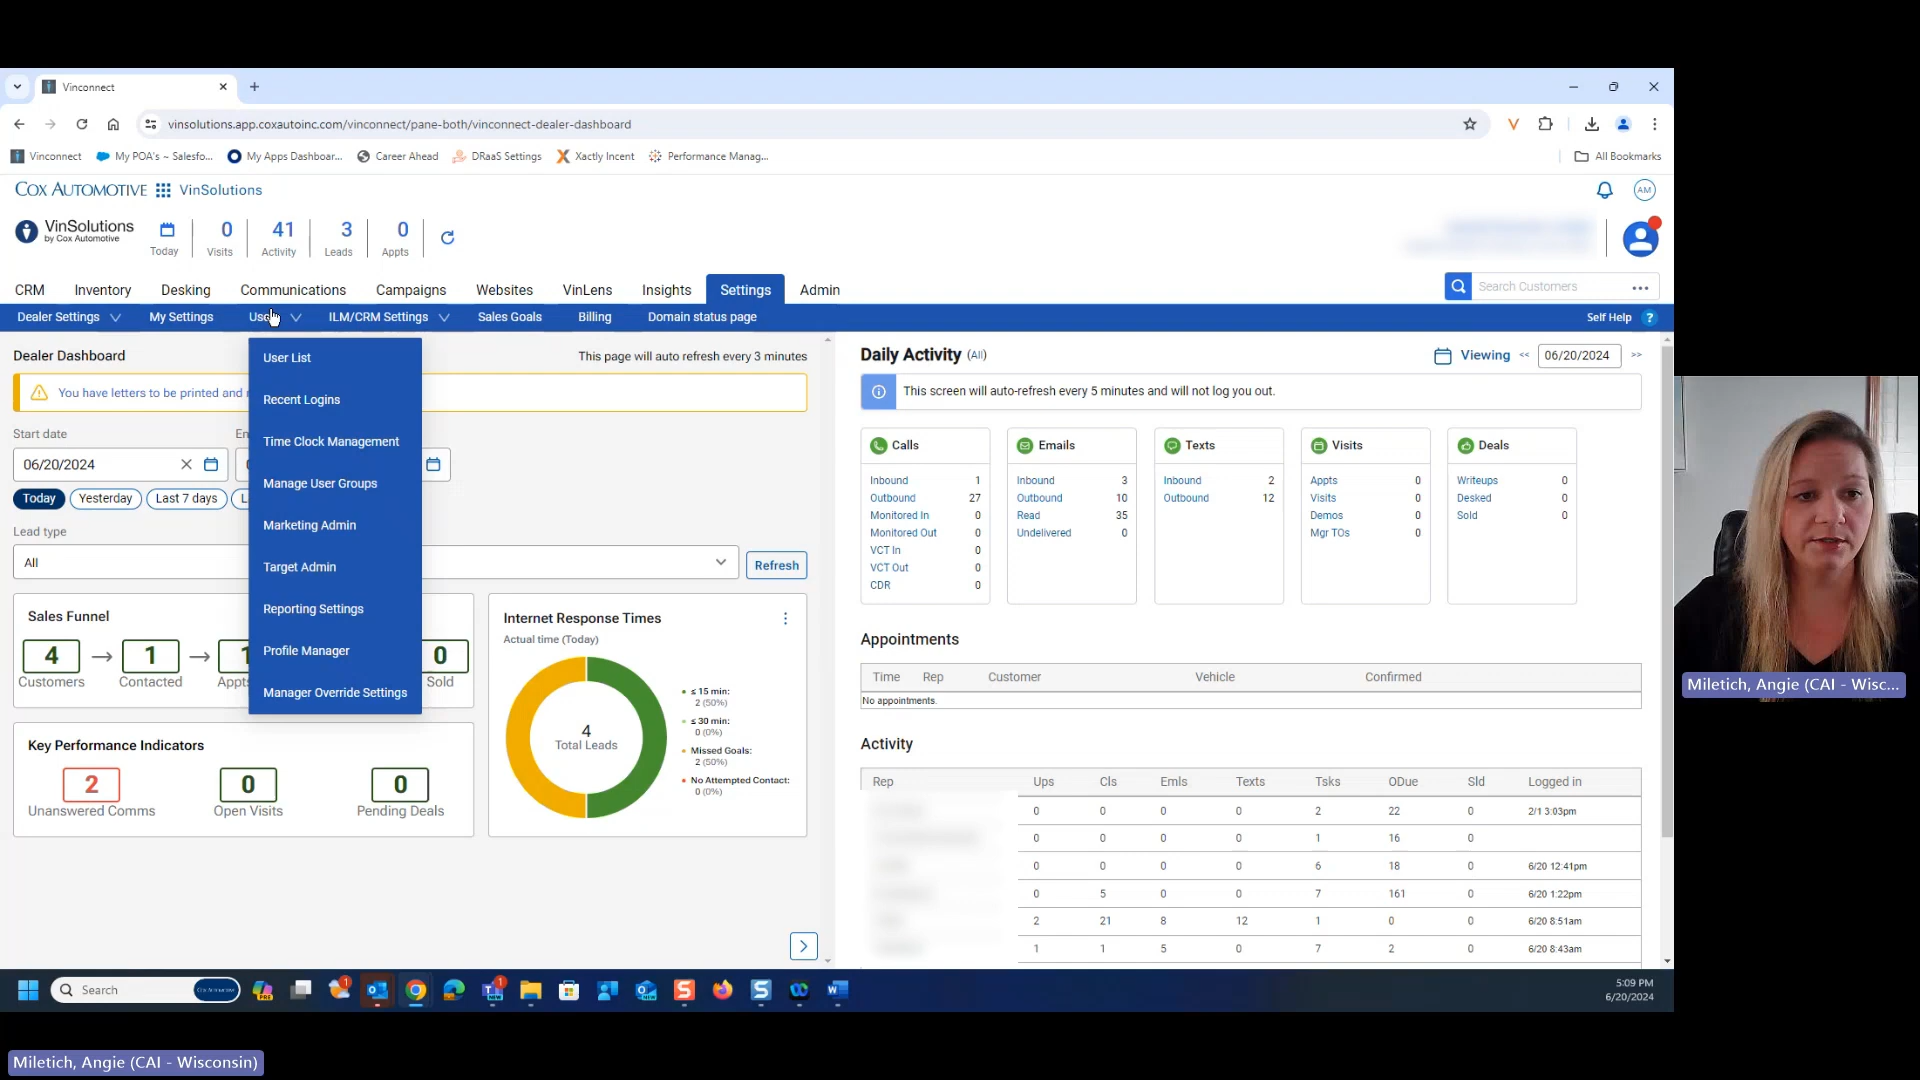 Vinconnect
vinsolutions.app.coxautoinc.com/vinconnect/pane-both/vinconnect-dealer-dashboard
Vinconnect My POA's ~ Salesfo... My Apps Dashboar... Career Ahead DRaaS Settings Xactly Incent Performance Manag... All Bookmarks
COX AUTOMOTIVE VinSolutions AM
VinSolutions
by Cox Automotive
0 41 3 0
Today Visits Activity Leads Appts
CRM Inventory Desking Communications Campaigns Websites VinLens Insights Settings Admin Search Customers
Dealer Settings My Settings ILM/CRM Settings Sales Goals Billing Domain status page Self Help ?
User List
Recent Logins
Time Clock Management
Manage User Groups
Marketing Admin
Target Admin
Reporting Settings
Profile Manager
Manager Override Settings
Dealer Dashboard This page will auto refresh every 3 minutes
You have letters to be printed and
Start date
06/20/2024
Today Yesterday Last 7 days
Lead type
All Refresh
Sales Funnel
4 → 1 → 1 0
Customers Contacted Appts Sold
Key Performance Indicators
2 0 0
Unanswered Comms Open Visits Pending Deals
Internet Response Times
Actual time (Today)
4
Total Leads
≤ 15 min:
2 (50%)
≤ 30 min:
0 (0%)
Missed Goals:
2 (50%)
No Attempted Contact:
0 (0%)
Daily Activity (All) Viewing << 06/20/2024 >>
This screen will auto-refresh every 5 minutes and will not log you out.
Calls
Inbound 1
Outbound 27
Monitored In 0
Monitored Out 0
VCT In 0
VCT Out 0
CDR 0
Emails
Inbound 3
Outbound 10
Read 35
Undelivered 0
Texts
Inbound 2
Outbound 12
Visits
Appts 0
Visits 0
Demos 0
Mgr TOs 0
Deals
Writeups 0
Desked 0
Sold 0
Appointments
Time Rep Customer Vehicle Confirmed
No appointments.
Activity
Rep Ups Cls Emls Texts Tsks ODue Sld Logged in
0 0 0 0 2 22 0 2/1 3:03pm
0 0 0 0 1 16 0
0 0 0 0 6 18 0 6/20 12:41pm
0 5 0 0 7 161 0 6/20 1:22pm
2 21 8 12 1 0 0 6/20 8:51am
1 1 5 0 7 2 0 6/20 8:43am
Search
5:09 PM
6/20/2024
Miletich, Angie (CAI - Wisc...
Miletich, Angie (CAI - Wisconsin)